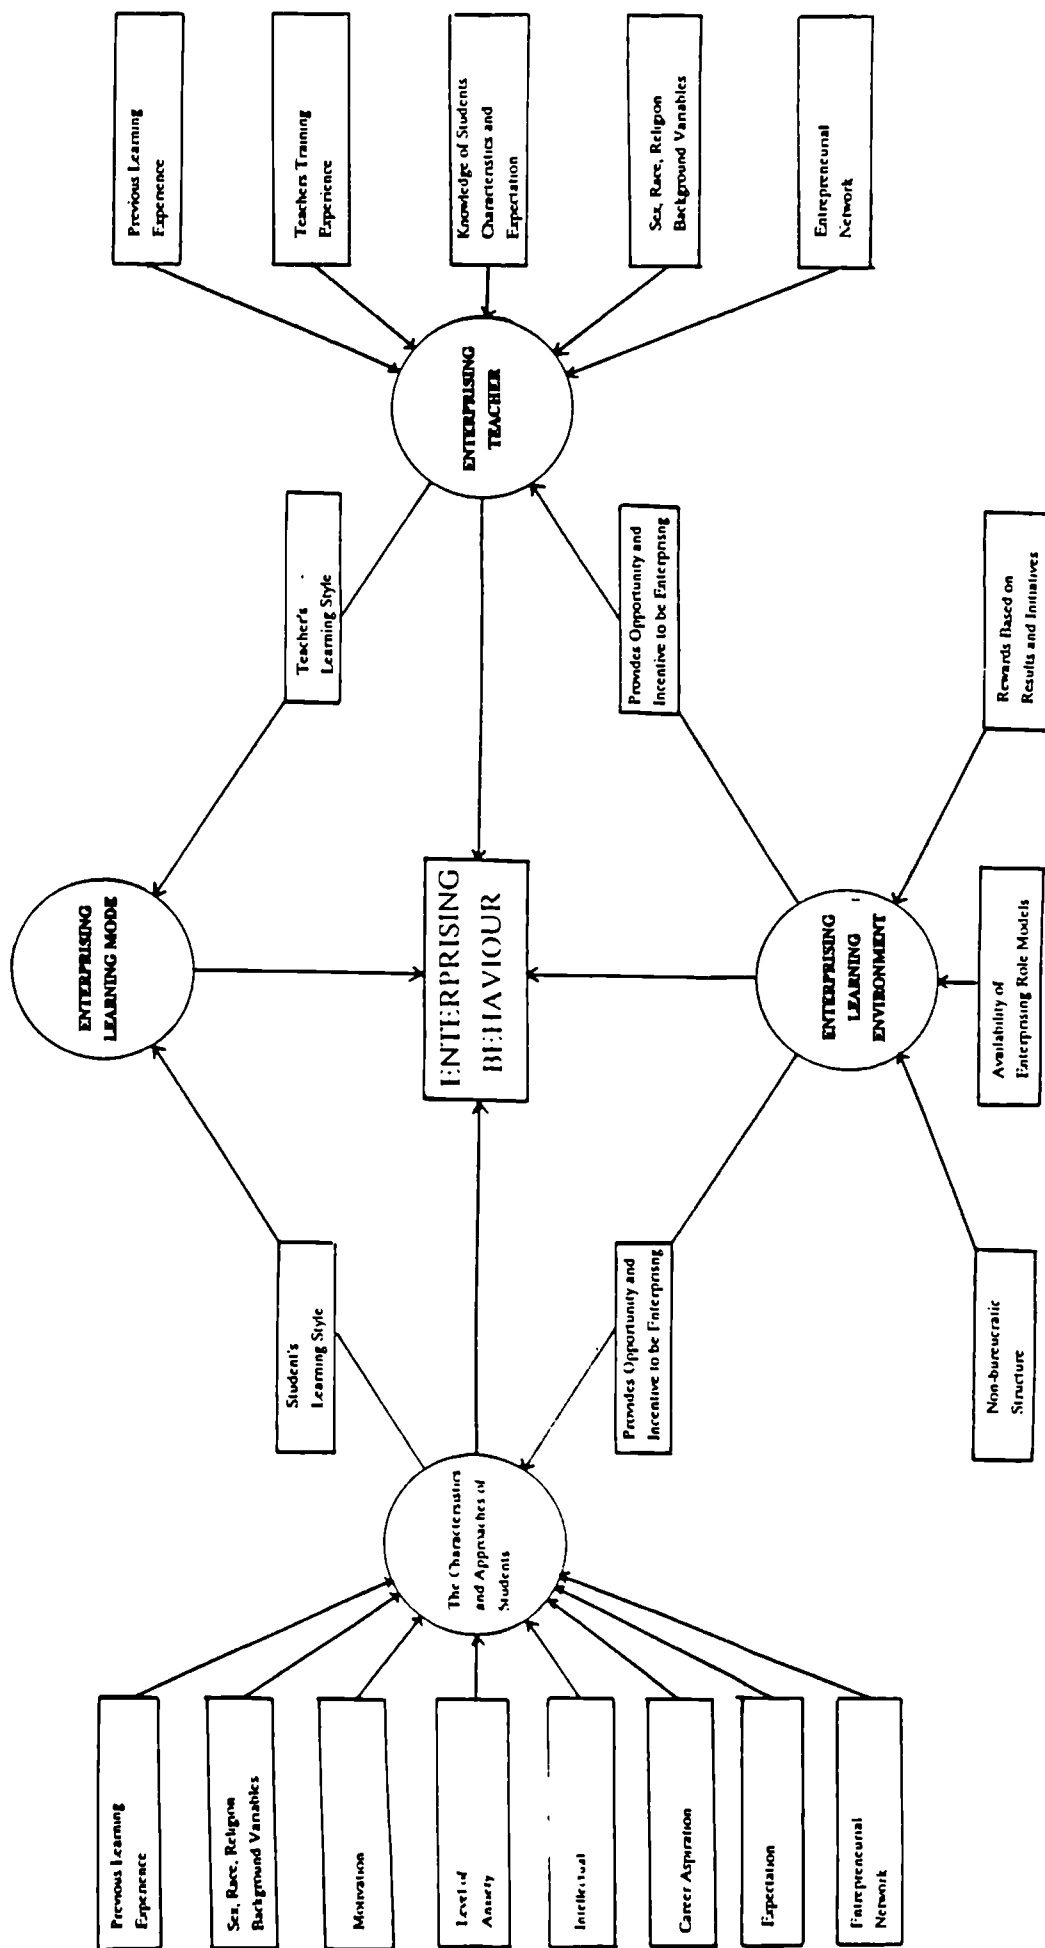 Previous Learning
Experience
Sex, Race, Religion
Background Variables
Motivation
Level of
Anxiety
Intellectual
Career Aspiration
Expectation
Entrepreneurial
Network
The Characteristics
and Approaches of
Students
Student's
Learning Style
Provides Opportunity and
Incentive to be Enterprisng
Non-bureucratic
Structure
ENTERPRISING
LEARNING MODE
ENTERPRISING
BEHAVIOUR
ENTERPRISING
LEARNING
ENVIRONMENT
Availability of
Enterprising Role Models
Teacher's
Learning Style
Provides Opportunity and
Incentive to be Enterprisng
Rewards Based on
Results and Initiatives
ENTERPRISING
TEACHER
Previous Learning
Experience
Teachers Training
Experience
Knowledge of Students
Characteristics and
Expectation
Sex, Race, Religion
Background Variables
Entrepreneurial
Network